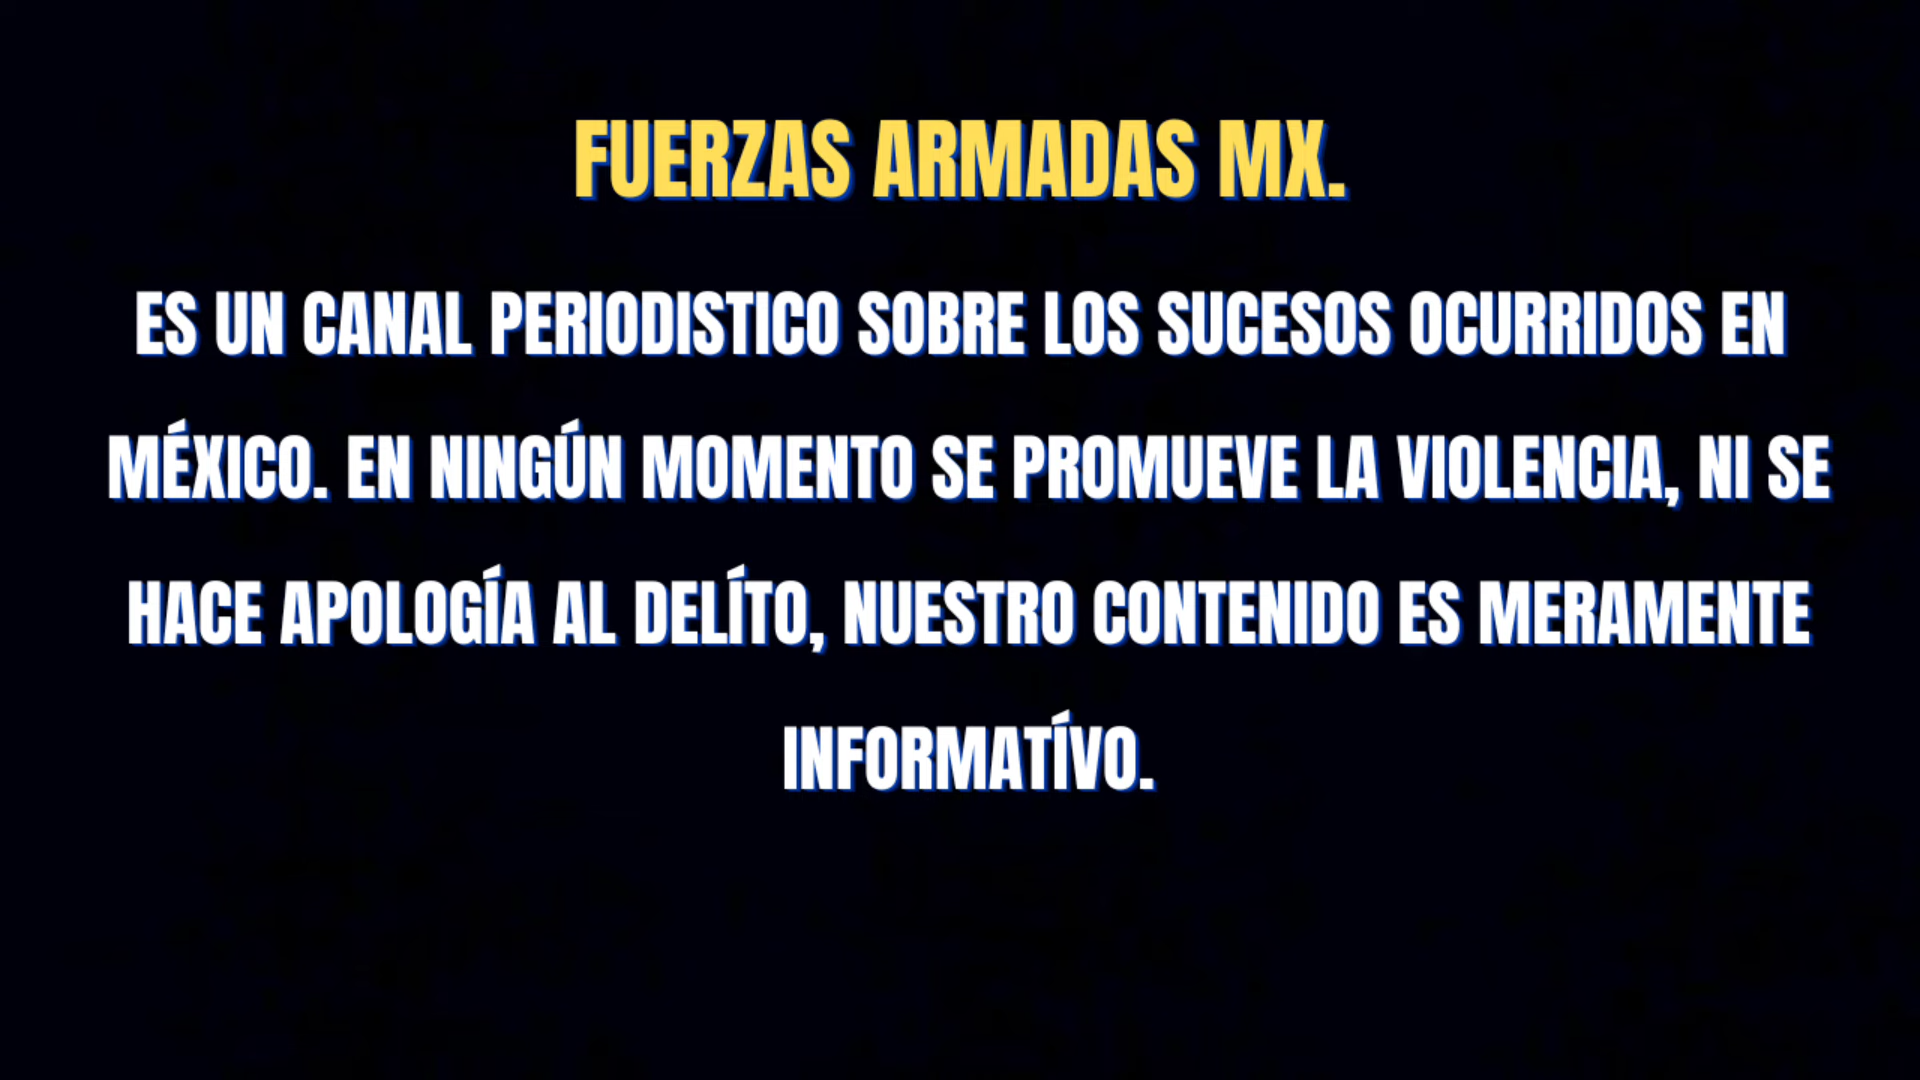 FUERZAS ARMADAS MX.
ES UN CANAL PERIODISTICO SOBRE LOS SUCESOS OCURRIDOS EN
MÉXICO. EN NINGÚN MOMENTO SE PROMUEVE LA VIOLENCIA, NI SE
HACE APOLOGÍA AL DELÍTO, NUESTRO CONTENIDO ES MERAMENTE
INFORMATÍVO.